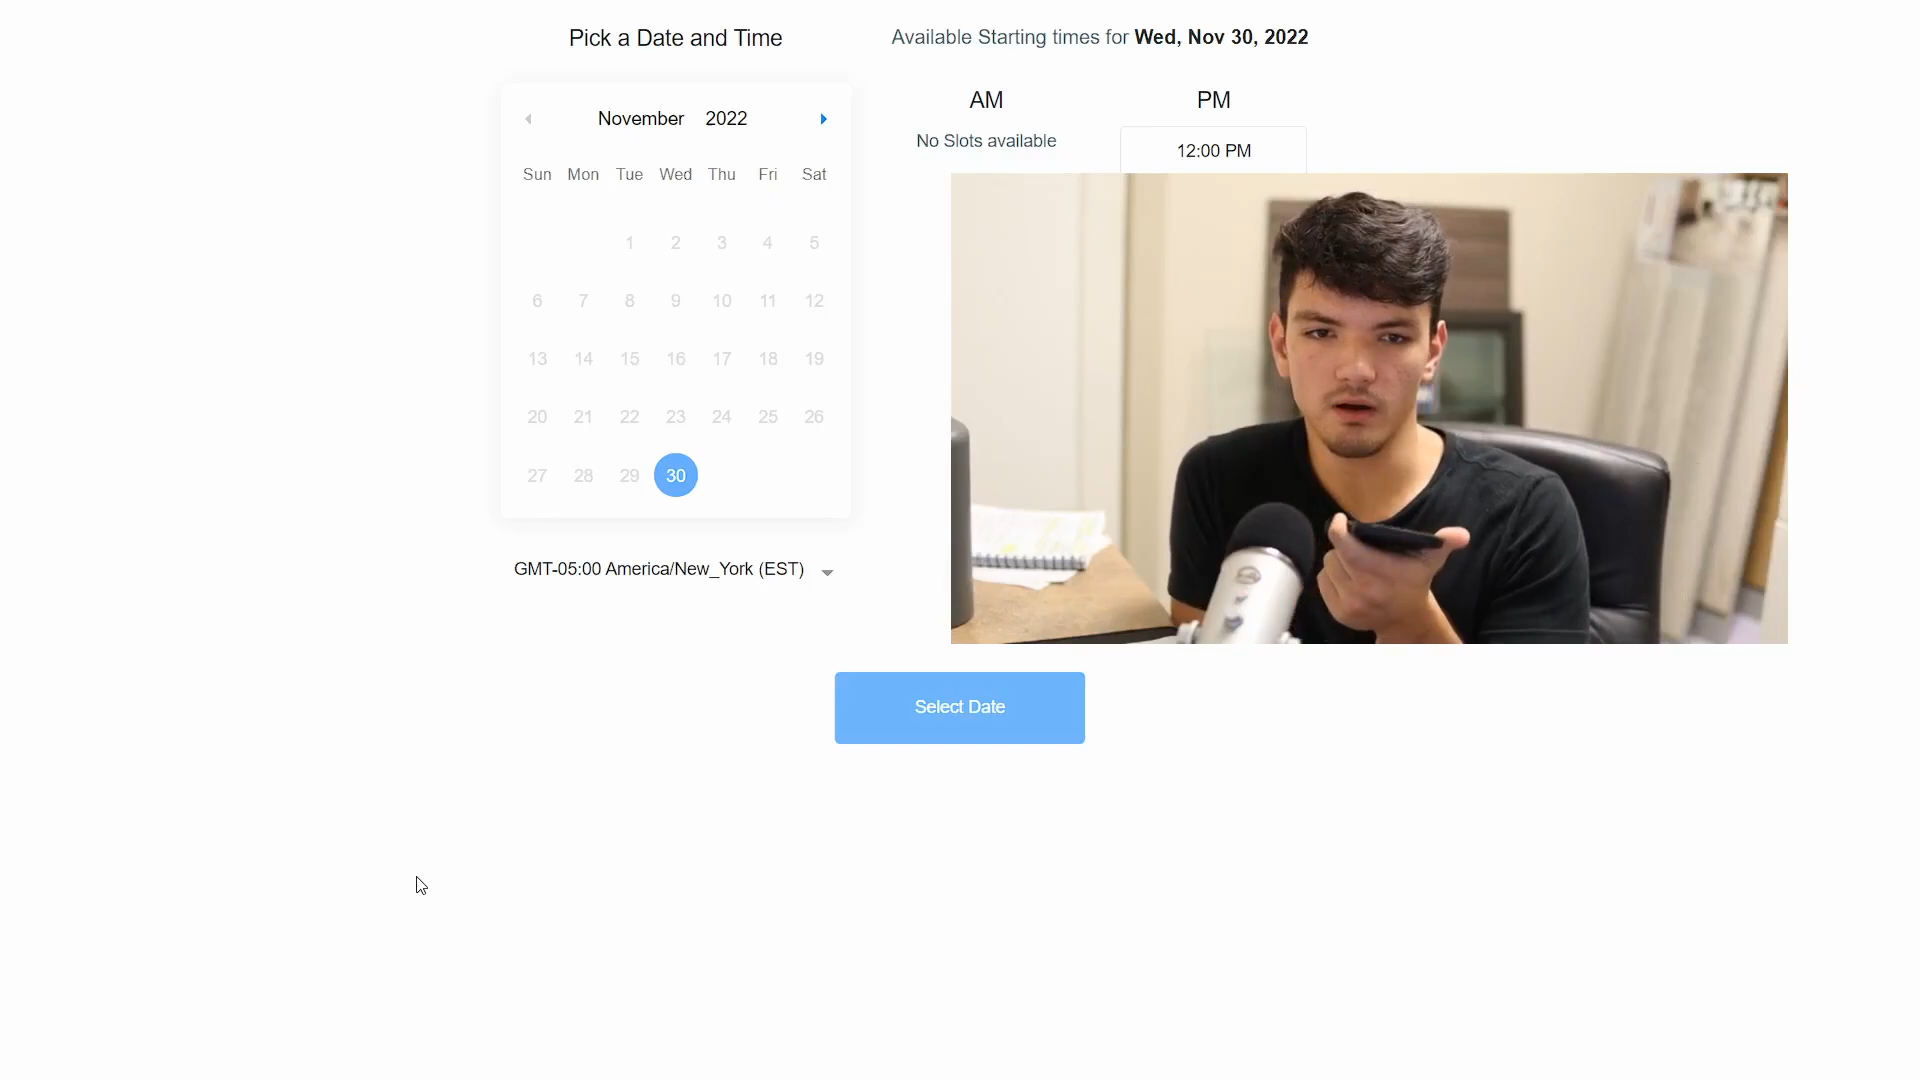 Pick a Date and Time
November 2022
Sun Mon Tue Wed Thu Fri Sat
1 2 3 4 5
6 7 8 9 10 11 12
13 14 15 16 17 18 19
20 21 22 23 24 25 26
27 28 29 30
GMT-05:00 America/New_York (EST)
Available Starting times for Wed, Nov 30, 2022
AM
No Slots available
PM
12:00 PM
Select Date